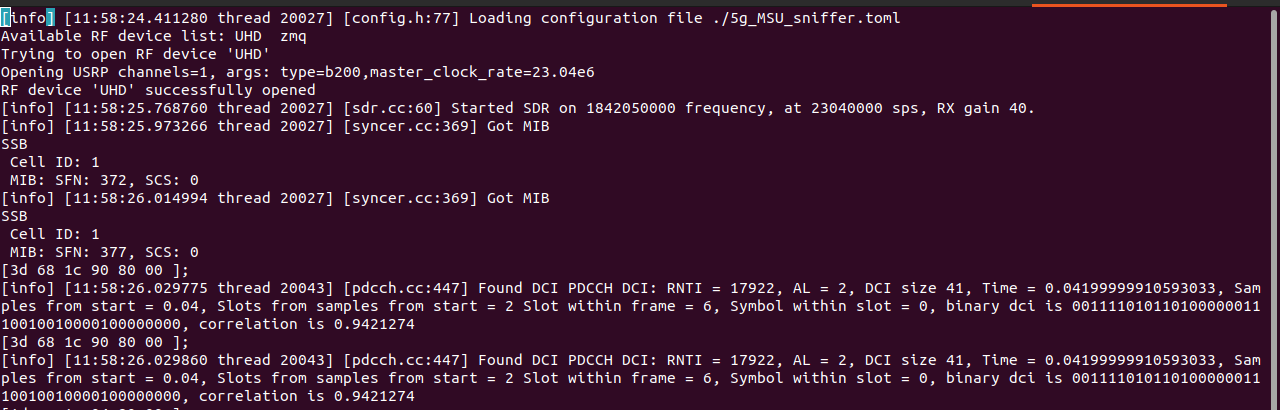 [info] [11:58:24.411280 thread 20027] [config.h:77] Loading configuration file ./5g_MSU_sniffer.toml
Available RF device list: UHD  zmq
Trying to open RF device 'UHD'
Opening USRP channels=1, args: type=b200,master_clock_rate=23.04e6
RF device 'UHD' successfully opened
[info] [11:58:25.768760 thread 20027] [sdr.cc:60] Started SDR on 1842050000 frequency, at 23040000 sps, RX gain 40.
[info] [11:58:25.973266 thread 20027] [syncer.cc:369] Got MIB
SSB
 Cell ID: 1
 MIB: SFN: 372, SCS: 0
[info] [11:58:26.014994 thread 20027] [syncer.cc:369] Got MIB
SSB
 Cell ID: 1
 MIB: SFN: 377, SCS: 0
[3d 68 1c 90 80 00 ];
[info] [11:58:26.029775 thread 20043] [pdcch.cc:447] Found DCI PDCCH DCI: RNTI = 17922, AL = 2, DCI size 41, Time = 0.04199999910593033, Sam
ples from start = 0.04, Slots from samples from start = 2 Slot within frame = 6, Symbol within slot = 0, binary dci is 001111010110100000011
10010010000100000000, correlation is 0.9421274
[3d 68 1c 90 80 00 ];
[info] [11:58:26.029860 thread 20043] [pdcch.cc:447] Found DCI PDCCH DCI: RNTI = 17922, AL = 2, DCI size 41, Time = 0.04199999910593033, Sam
ples from start = 0.04, Slots from samples from start = 2 Slot within frame = 6, Symbol within slot = 0, binary dci is 001111010110100000011
10010010000100000000, correlation is 0.9421274